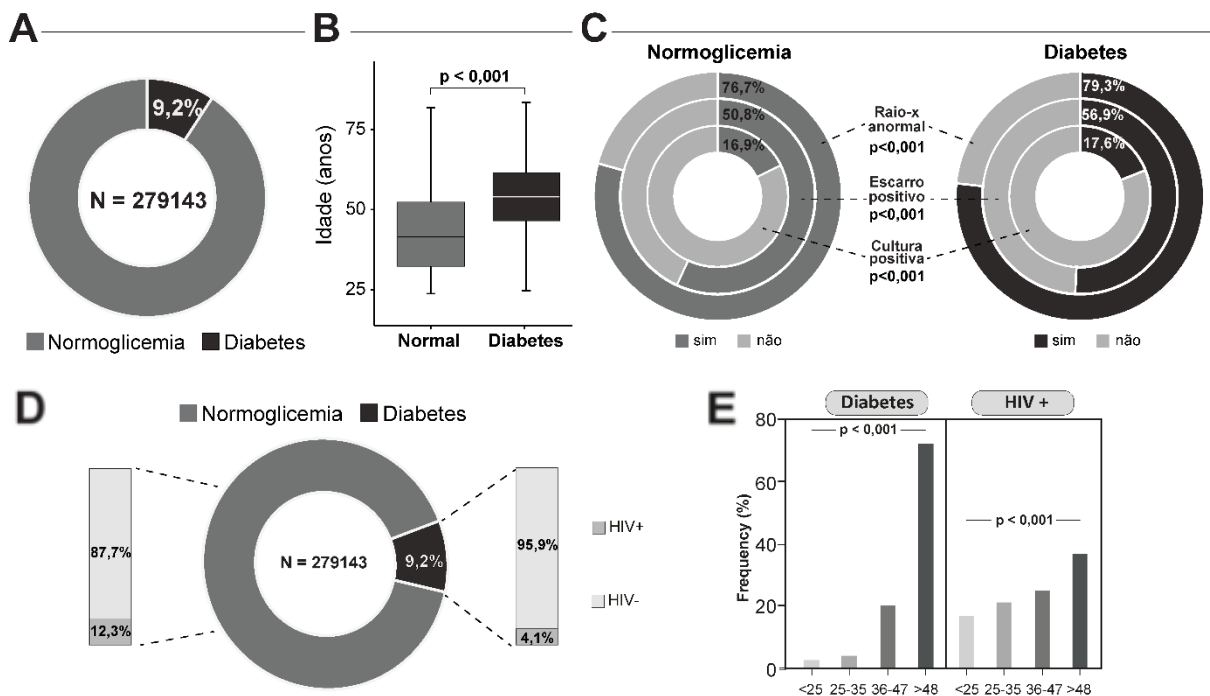 A
9,2%
N = 279143
Normoglicemia Diabetes
B
p < 0,001
Idade (anos)
75
50
25
Normal Diabetes
C
Normoglicemia
76,7%
50,8%
16,9%
sim não
Raio-x
anormal
p<0,001
Escarro
positivo
p<0,001
Cultura
positiva
p<0,001
Diabetes
79,3%
56,9%
17,6%
sim não
D
Normoglicemia Diabetes
87,7%
12,3%
N = 279143
9,2%
95,9%
4,1%
HIV+
HIV-
E
Diabetes HIV +
Frequency (%)
80
60
40
20
0
p < 0,001
p < 0,001
<25 25-35 36-47 >48 <25 25-35 36-47 >48